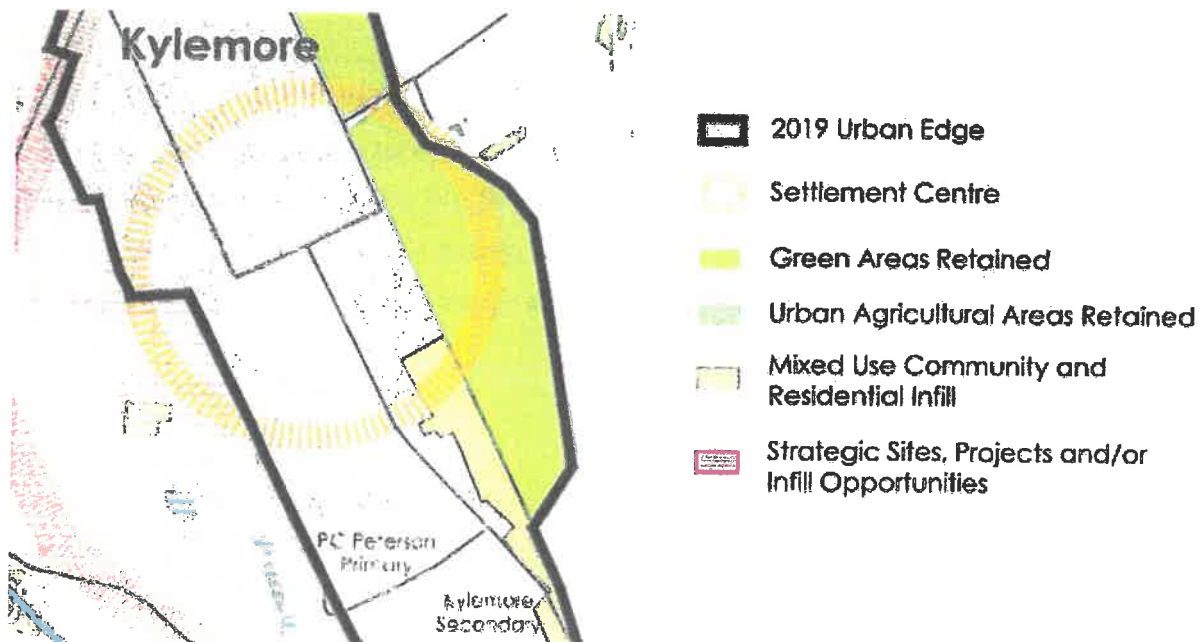 Kylemore
PC Peterson
Primary
Kylemore
Secondary
2019 Urban Edge
Settlement Centre
Green Areas Retained
Urban Agricultural Areas Retained
Mixed Use Community and
Residential Infill
Strategic Sites, Projects and/or
Infill Opportunities